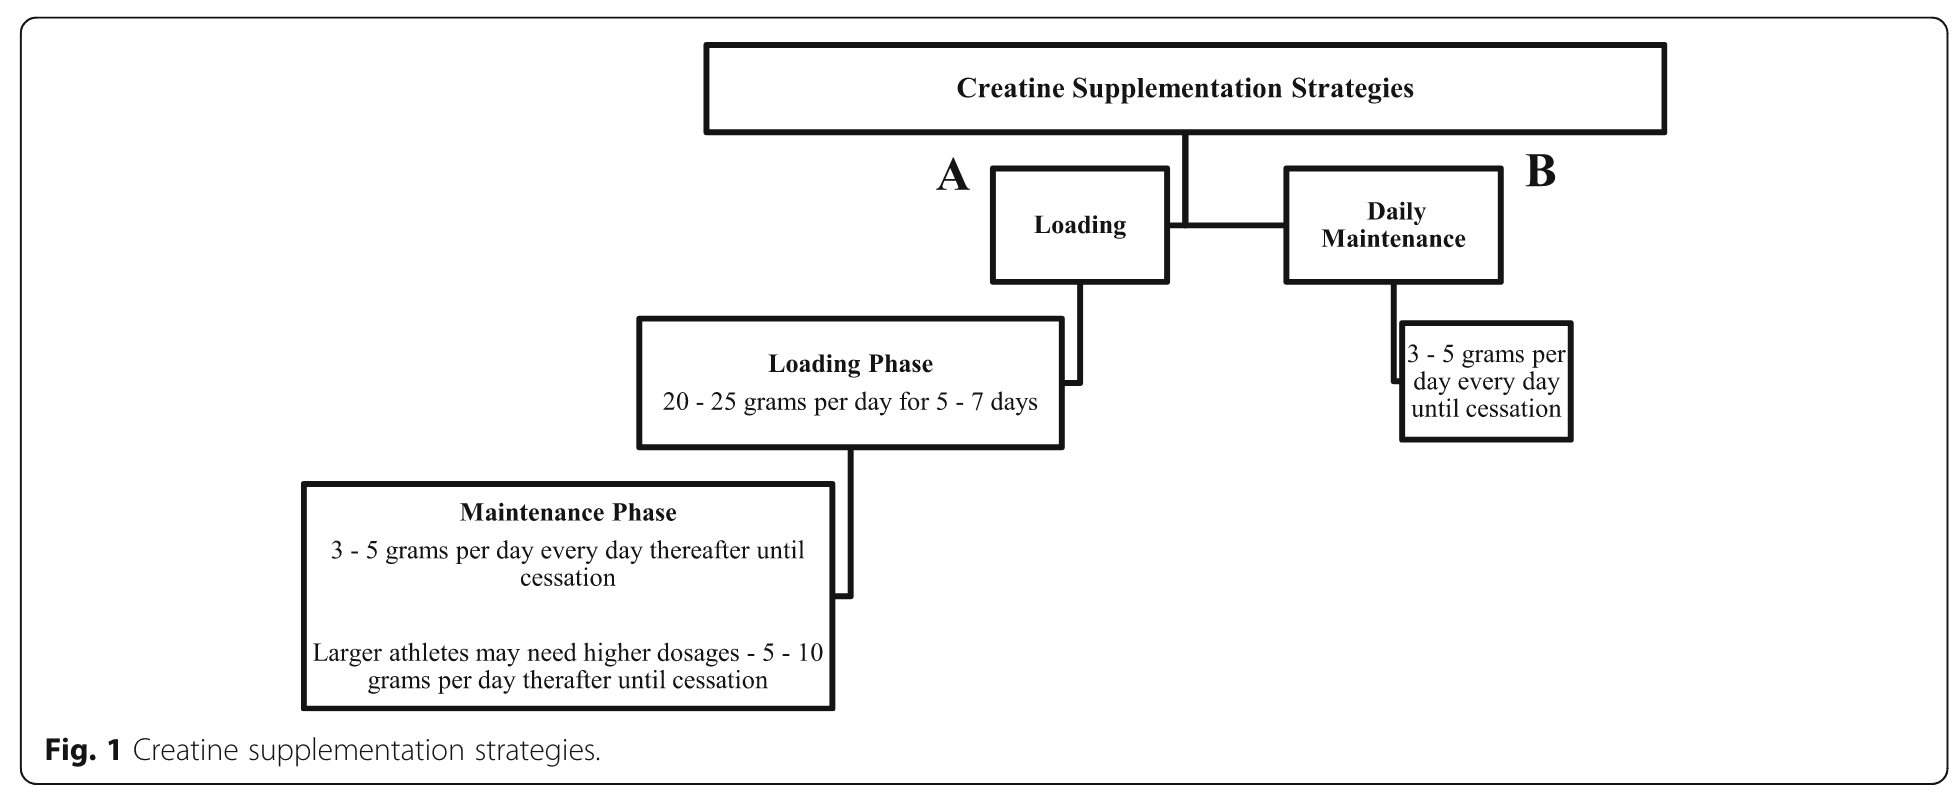 Creatine Supplementation Strategies
A
B
Loading
Daily
Maintenance
Loading Phase
20 - 25 grams per day for 5 - 7 days
3 - 5 grams per
day every day
until cessation
Maintenance Phase
3 - 5 grams per day every day thereafter until
cessation
Larger athletes may need higher dosages - 5 - 10
grams per day therafter until cessation
Fig. 1 Creatine supplementation strategies.